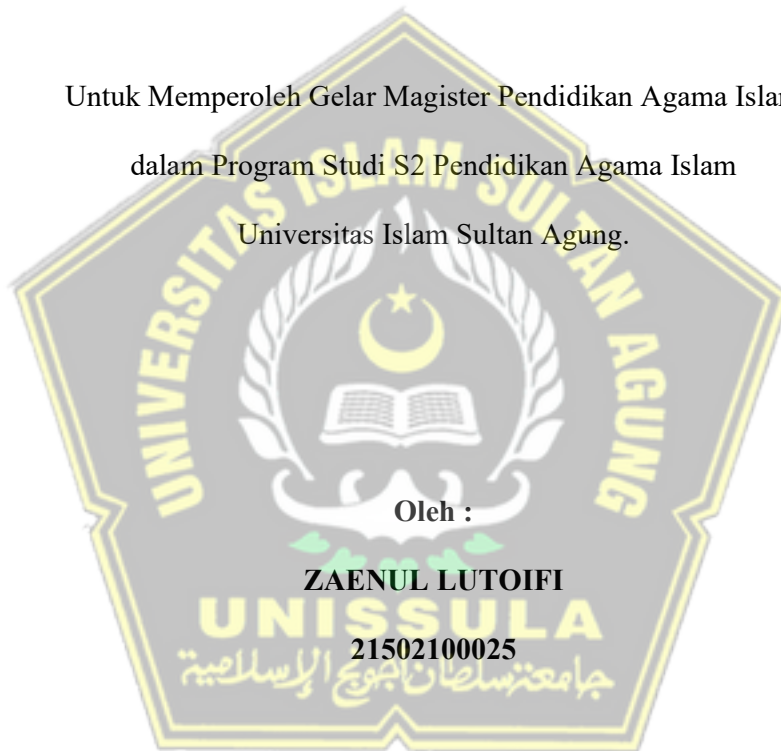 Untuk Memperoleh Gelar Magister Pendidikan Agama Islam
dalam Program Studi S2 Pendidikan Agama Islam
Universitas Islam Sultan Agung.
UNIVERSITAS ISLAM SULTAN AGUNG
Oleh :
ZAENUL LUTOIFI
UNISSULA
21502100025
جامعة سلطان أجونج الإسلامية